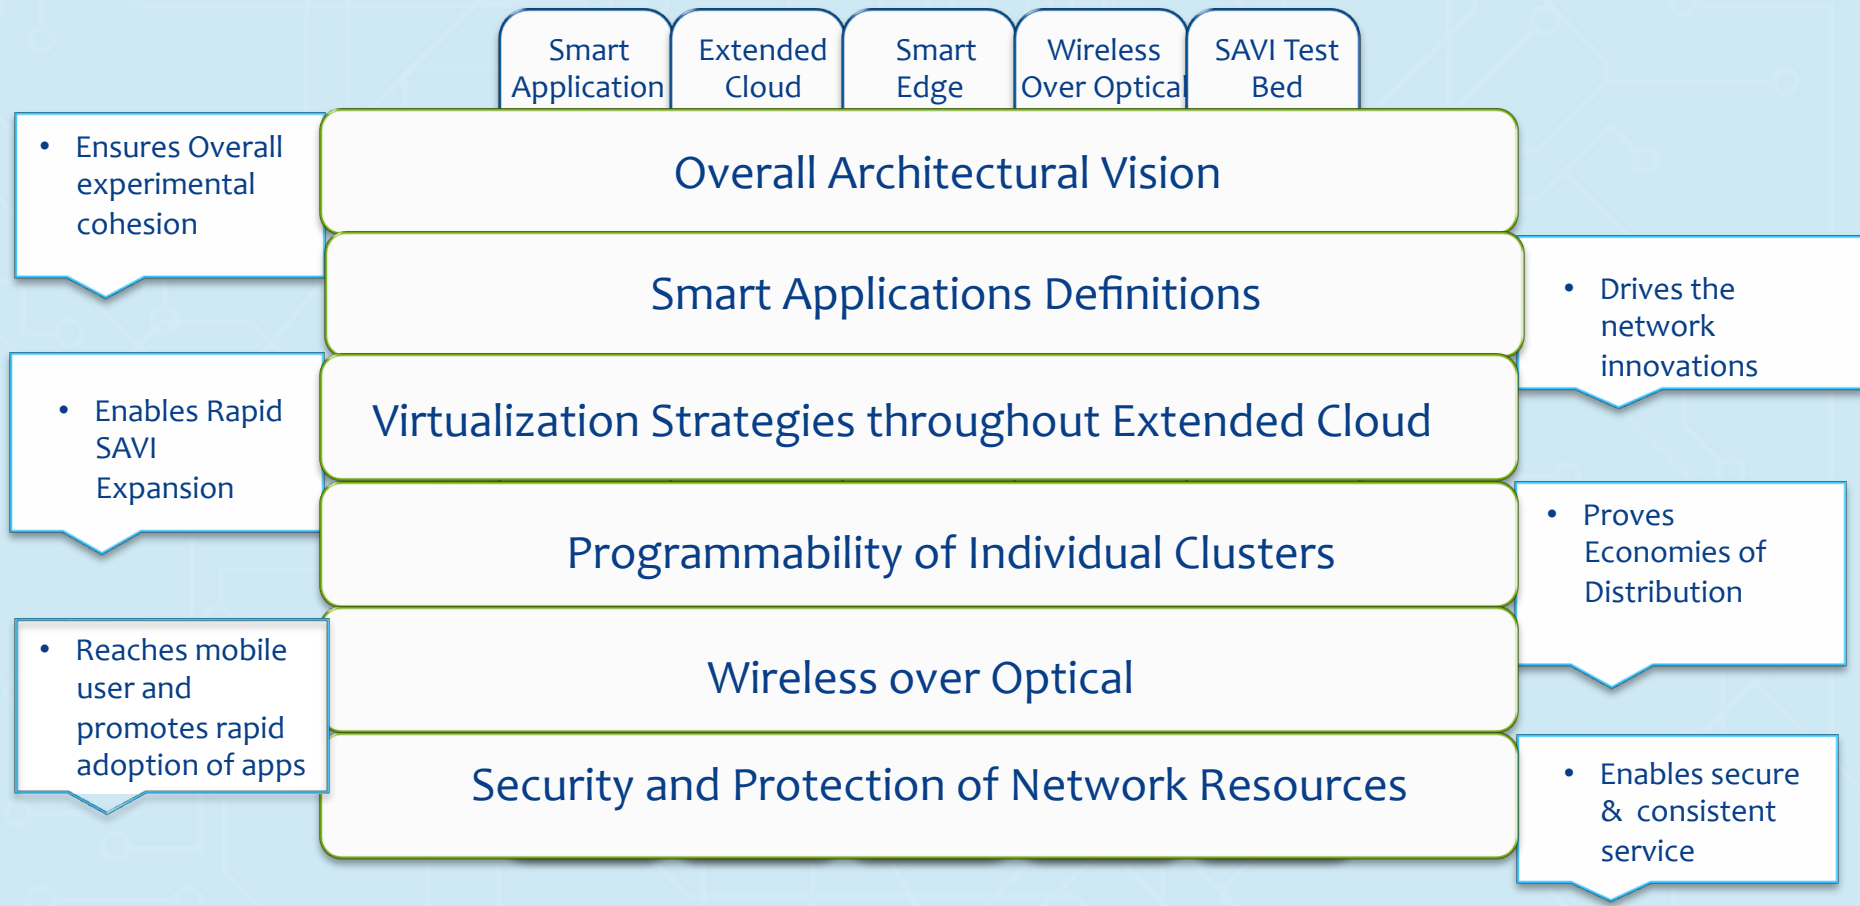 Smart
Application
Extended
Cloud
Smart
Edge
Wireless
Over Optical
SAVI Test
Bed
• Ensures Overall
experimental
cohesion
Overall Architectural Vision
Smart Applications Definitions
• Drives the
network
innovations
• Enables Rapid
SAVI
Expansion
Virtualization Strategies throughout Extended Cloud
Programmability of Individual Clusters
• Proves
Economies of
Distribution
• Reaches mobile
user and
promotes rapid
adoption of apps
Wireless over Optical
Security and Protection of Network Resources
• Enables secure
& consistent
service